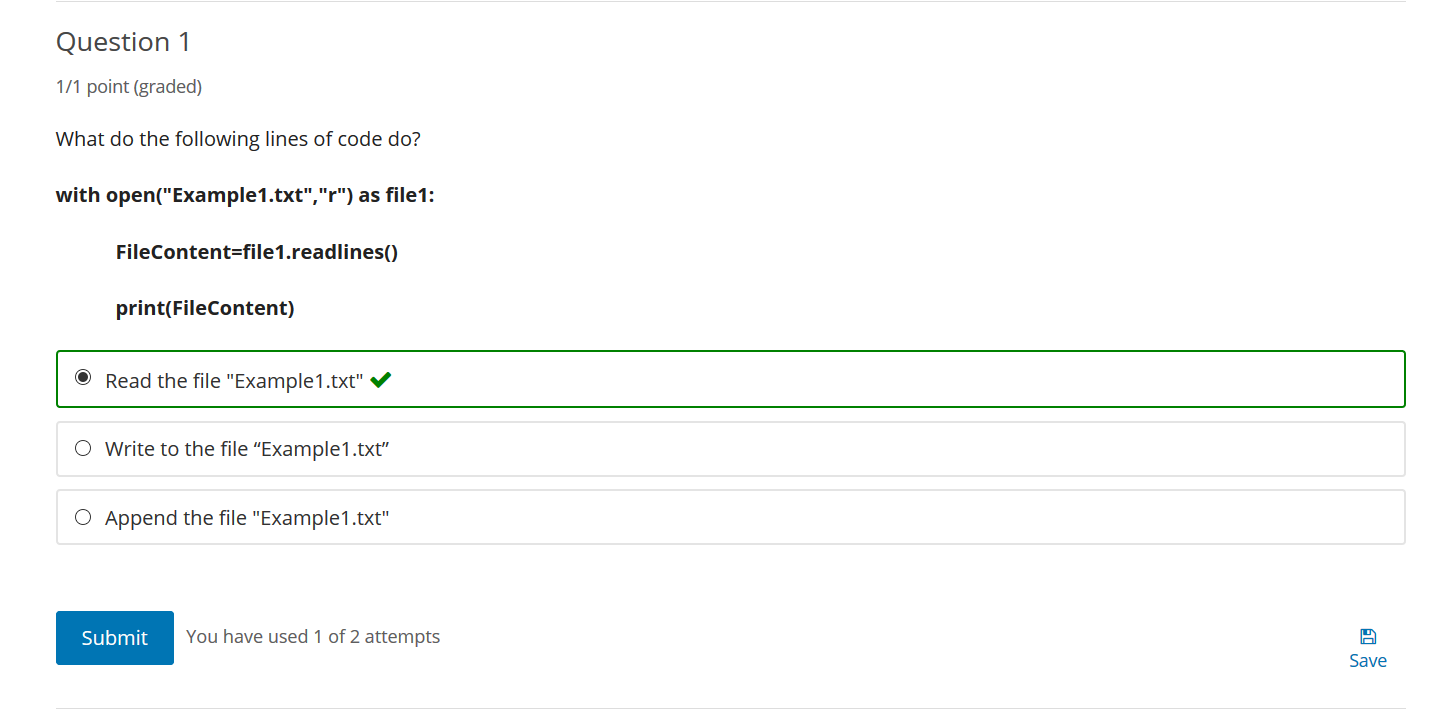 Question 1
1/1 point (graded)
What do the following lines of code do?
with open("Example1.txt","r") as file1:
FileContent=file1.readlines()
print(FileContent)
Read the file "Example1.txt"
Write to the file “Example1.txt”
Append the file "Example1.txt"
Submit You have used 1 of 2 attempts
Save